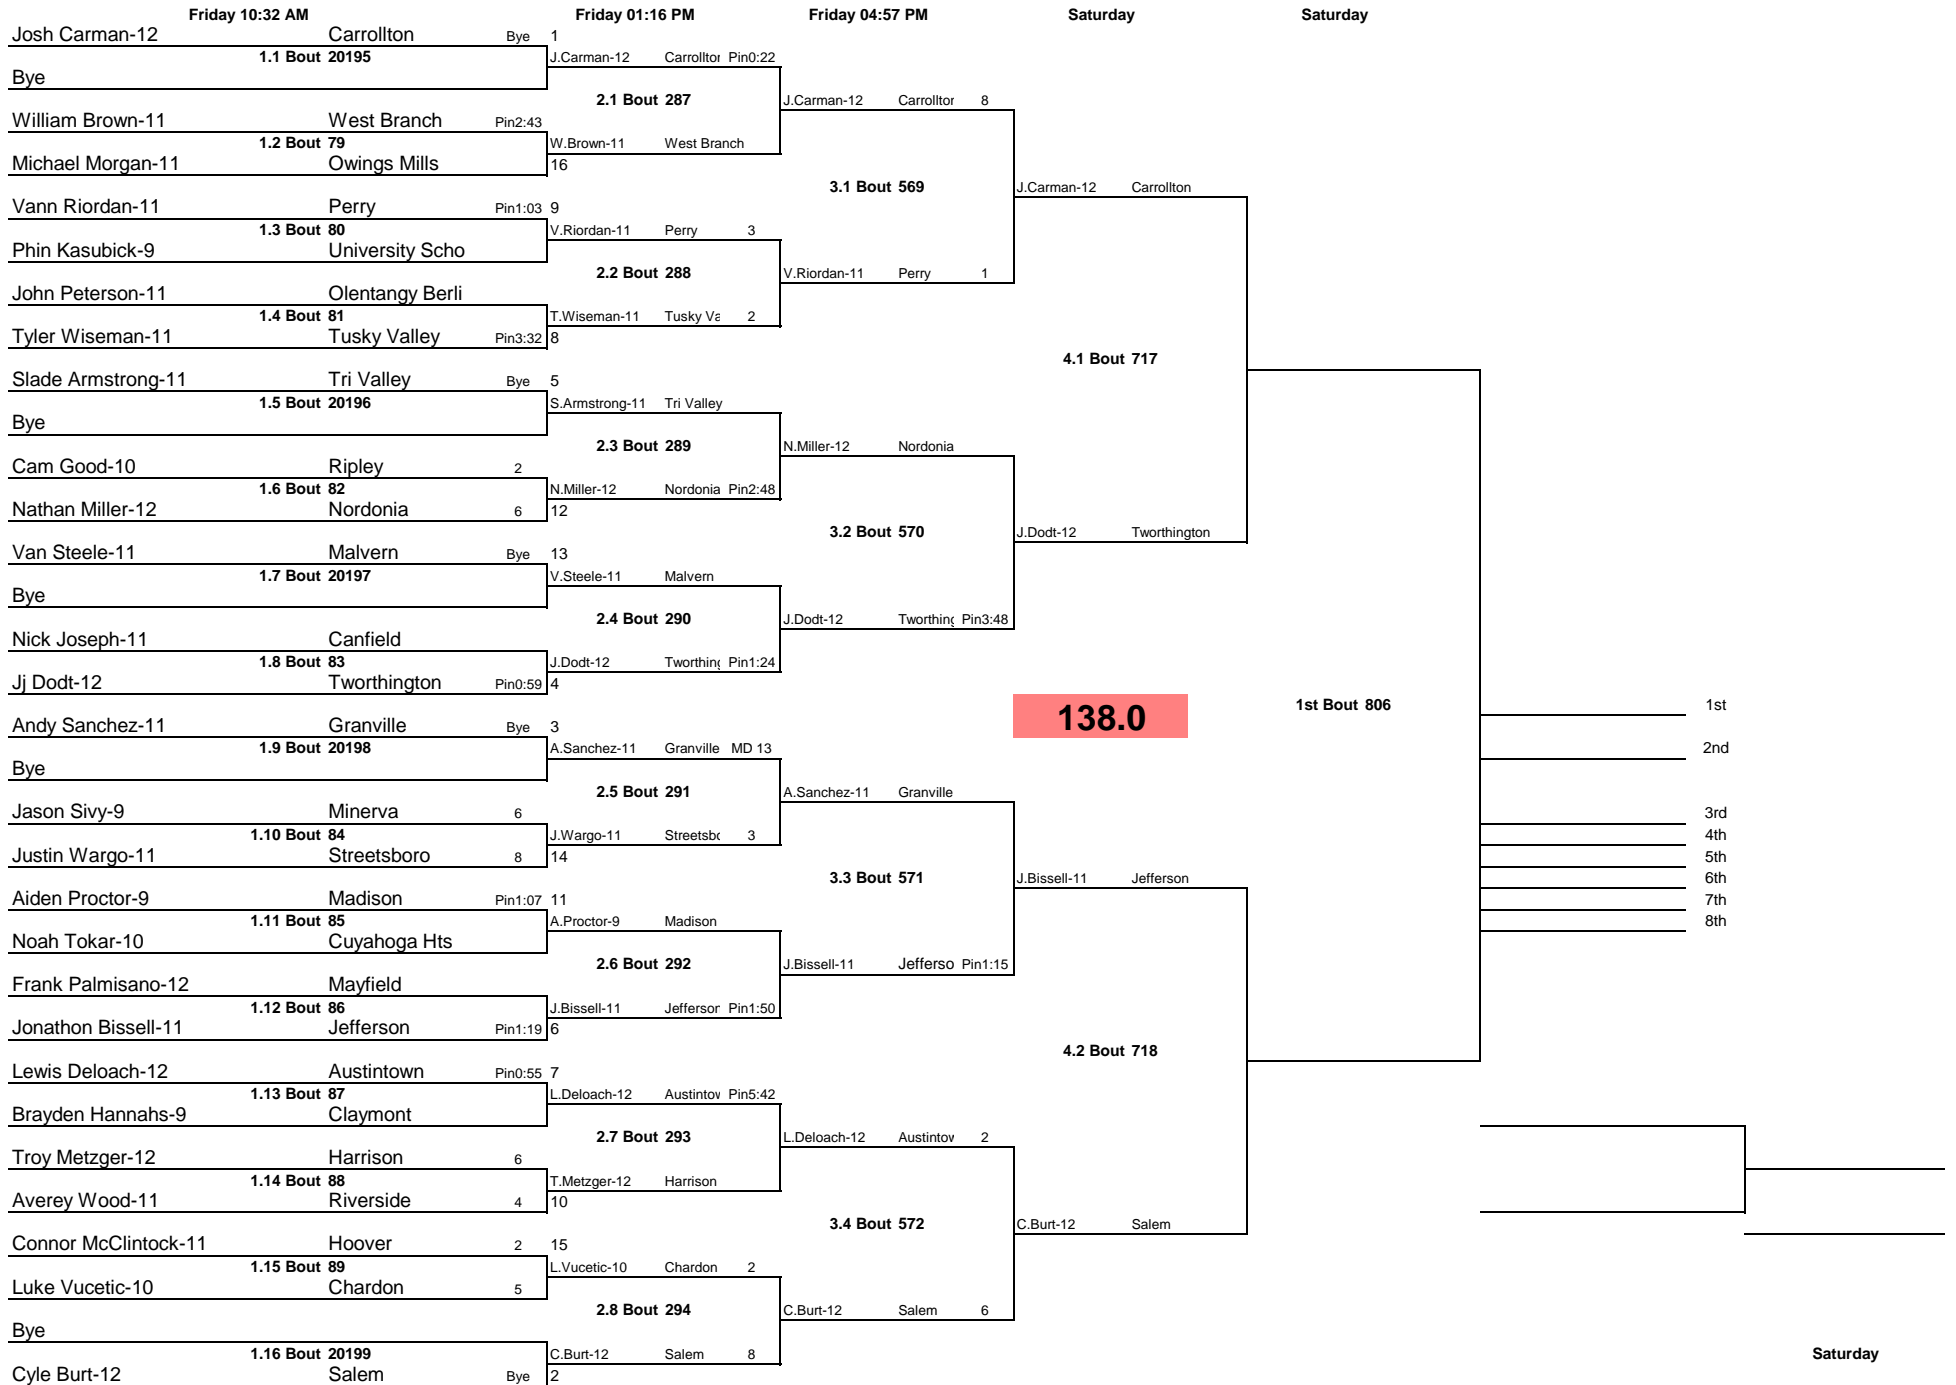 Friday 10:32 AM Friday 01:16 PM Friday 04:57 PM Saturday Saturday
Josh Carman-12 Carrollton Bye 1
1.1 Bout 20195
J.Carman-12 Carrolltor Pin0:22
Bye
2.1 Bout 287
J.Carman-12 Carrolltor 8
William Brown-11 West Branch Pin2:43
1.2 Bout 79
W.Brown-11 West Branch
Michael Morgan-11 Owings Mills 16
3.1 Bout 569
J.Carman-12 Carrollton
Vann Riordan-11 Perry Pin1:03 9
1.3 Bout 80
V.Riordan-11 Perry 3
Phin Kasubick-9 University Scho
2.2 Bout 288
V.Riordan-11 Perry 1
John Peterson-11 Olentangy Berli
1.4 Bout 81
T.Wiseman-11 Tusky Va 2
Tyler Wiseman-11 Tusky Valley Pin3:32 8
4.1 Bout 717
Slade Armstrong-11 Tri Valley Bye 5
1.5 Bout 20196
S.Armstrong-11 Tri Valley
Bye
2.3 Bout 289
N.Miller-12 Nordonia
Cam Good-10 Ripley 2
1.6 Bout 82
N.Miller-12 Nordonia Pin2:48
Nathan Miller-12 Nordonia 6 12
3.2 Bout 570
J.Dodt-12 Tworthington
Van Steele-11 Malvern Bye 13
1.7 Bout 20197
V.Steele-11 Malvern
Bye
2.4 Bout 290
J.Dodt-12 Tworthing Pin3:48
Nick Joseph-11 Canfield
1.8 Bout 83
J.Dodt-12 Tworthing Pin1:24
Jj Dodt-12 Tworthington Pin0:59 4
138.0
1st Bout 806
1st
Andy Sanchez-11 Granville Bye 3
1.9 Bout 20198
A.Sanchez-11 Granville MD 13
2nd
Bye
2.5 Bout 291
A.Sanchez-11 Granville
Jason Sivy-9 Minerva 6
3rd
1.10 Bout 84
J.Wargo-11 Streetsbo 3
4th
Justin Wargo-11 Streetsboro 8 14
5th
3.3 Bout 571
J.Bissell-11 Jefferson
6th
Aiden Proctor-9 Madison Pin1:07 11
7th
1.11 Bout 85
A.Proctor-9 Madison
8th
Noah Tokar-10 Cuyahoga Hts
2.6 Bout 292
J.Bissell-11 Jefferso Pin1:15
Frank Palmisano-12 Mayfield
1.12 Bout 86
J.Bissell-11 Jefferson Pin1:50
Jonathon Bissell-11 Jefferson Pin1:19 6
4.2 Bout 718
Lewis Deloach-12 Austintown Pin0:55 7
1.13 Bout 87
L.Deloach-12 Austintow Pin5:42
Brayden Hannahs-9 Claymont
2.7 Bout 293
L.Deloach-12 Austintow 2
Troy Metzger-12 Harrison 6
1.14 Bout 88
T.Metzger-12 Harrison
Averey Wood-11 Riverside 4 10
3.4 Bout 572
C.Burt-12 Salem
Connor McClintock-11 Hoover 2 15
1.15 Bout 89
L.Vucetic-10 Chardon 2
Luke Vucetic-10 Chardon 5
2.8 Bout 294
C.Burt-12 Salem 6
Bye
1.16 Bout 20199
C.Burt-12 Salem 8
Saturday
Cyle Burt-12 Salem Bye 2